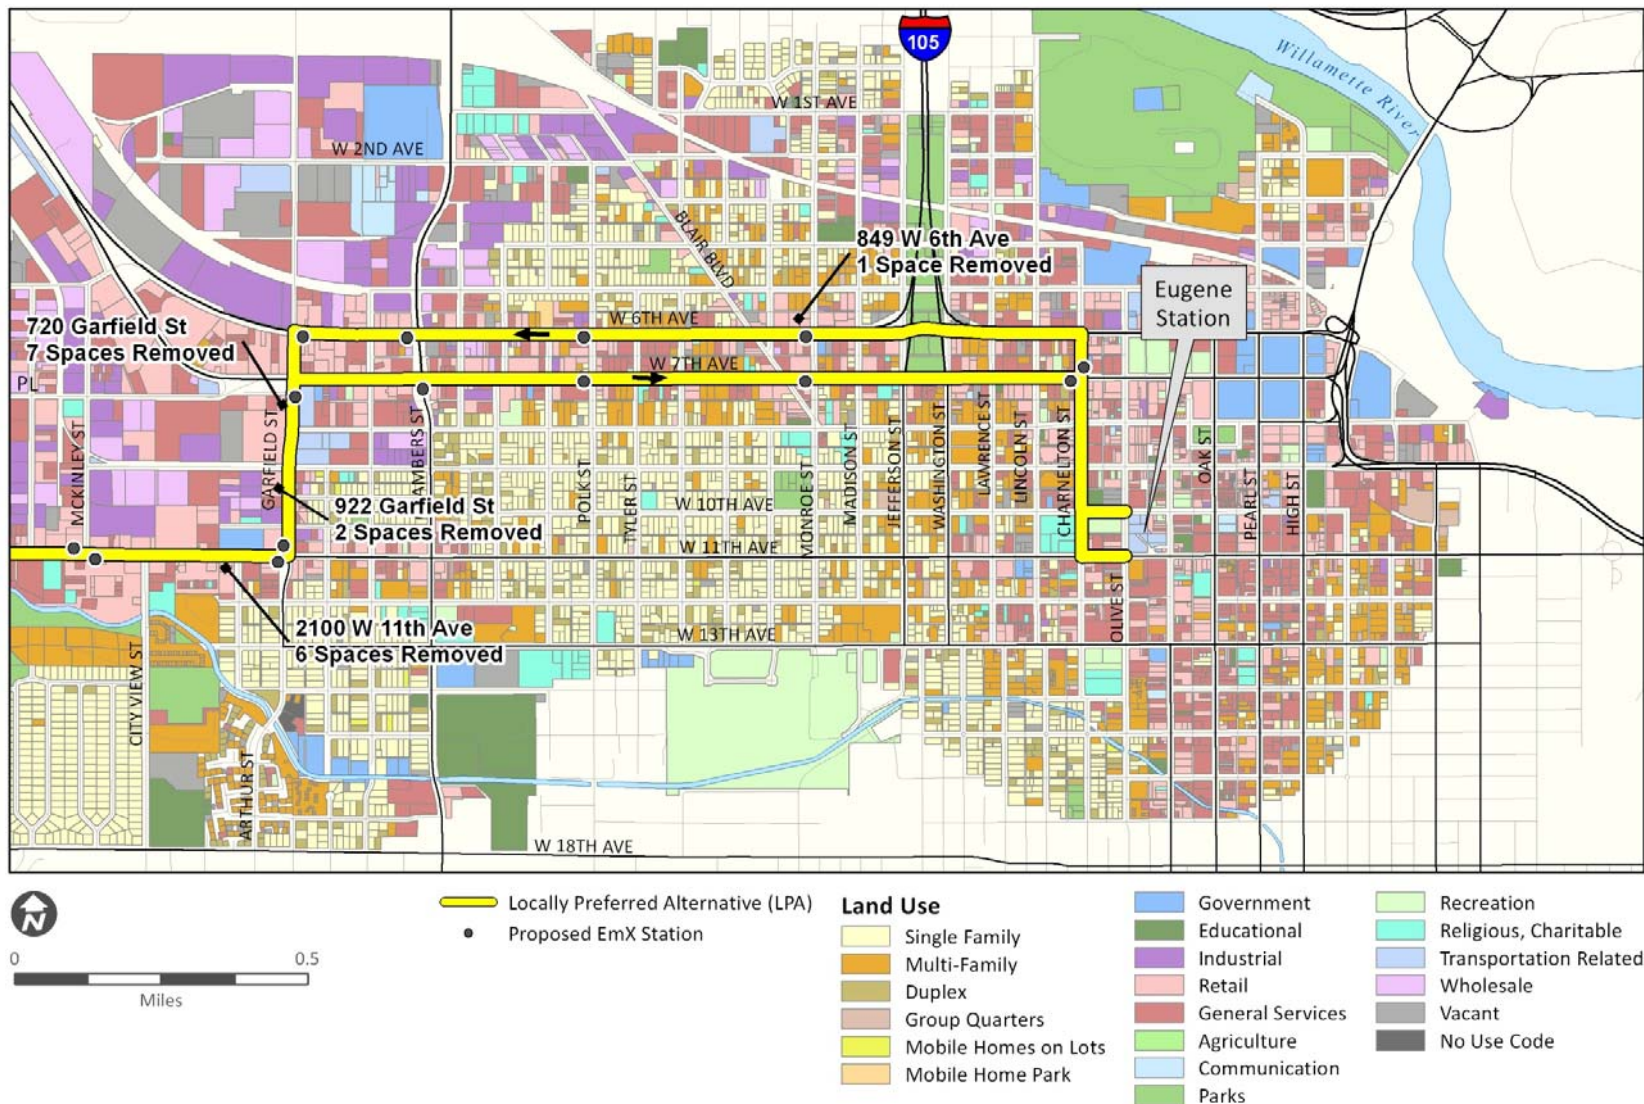 105
Willamette River
W 1ST AVE
W 2ND AVE
BLAIR BLVD
849 W 6th Ave
1 Space Removed
Eugene
Station
W 6TH AVE
720 Garfield St
7 Spaces Removed
W 7TH AVE
PL
MCKINLEY ST
GARFIELD ST
AMBERS ST
POLK ST
TYLER ST
MONROE ST
MADISON ST
JEFFERSON ST
WASHINGTON ST
LAWRENCE ST
LINCOLN ST
CHARNELTON ST
OAK ST
PEARL ST
HIGH ST
W 10TH AVE
922 Garfield St
2 Spaces Removed
W 11TH AVE
OLIVE ST
2100 W 11th Ave
6 Spaces Removed
W 13TH AVE
CITY VIEW ST
ARTHUR ST
W 18TH AVE
N
0 0.5
Miles
Locally Preferred Alternative (LPA)
Proposed EmX Station
Land Use
Single Family
Multi-Family
Duplex
Group Quarters
Mobile Homes on Lots
Mobile Home Park
Government
Educational
Industrial
Retail
General Services
Agriculture
Communication
Parks
Recreation
Religious, Charitable
Transportation Related
Wholesale
Vacant
No Use Code